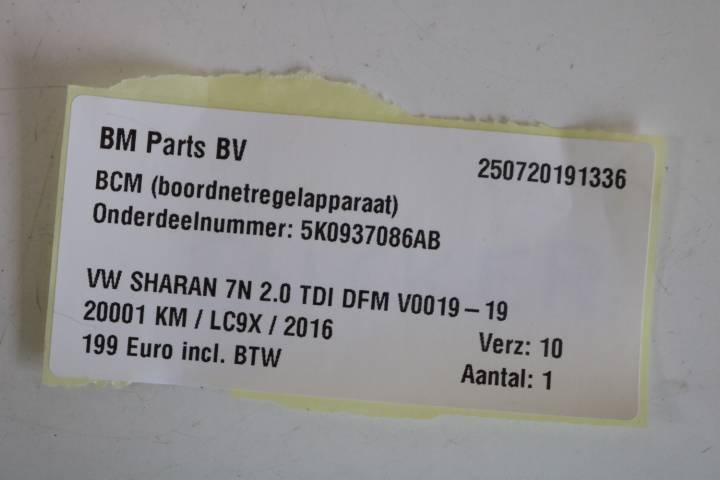 BM Parts BV
250720191336
BCM (boordnetregelapparaat)
Onderdeelnummer: 5K0937086AB
VW SHARAN 7N 2.0 TDI DFM V0019-19
20001 KM / LC9X / 2016
Verz: 10
199 Euro incl. BTW
Aantal: 1